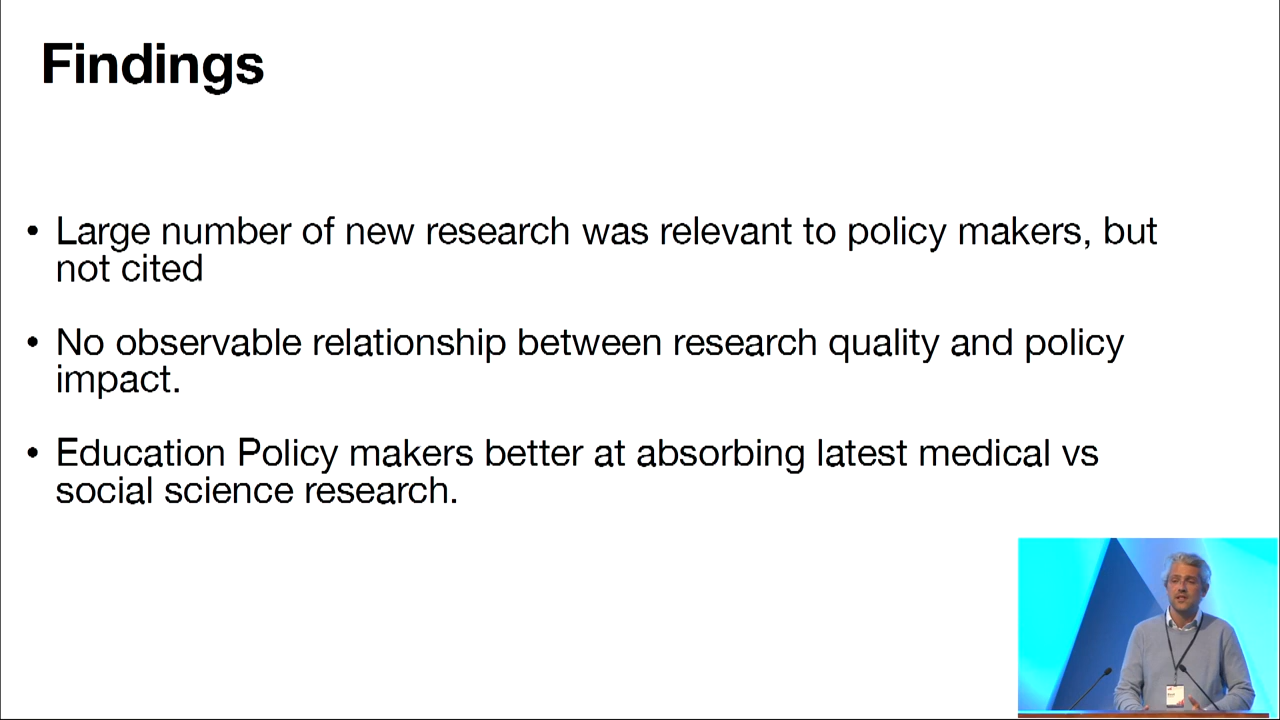 Findings
• Large number of new research was relevant to policy makers, but
not cited
• No observable relationship between research quality and policy
impact.
• Education Policy makers better at absorbing latest medical vs
social science research.